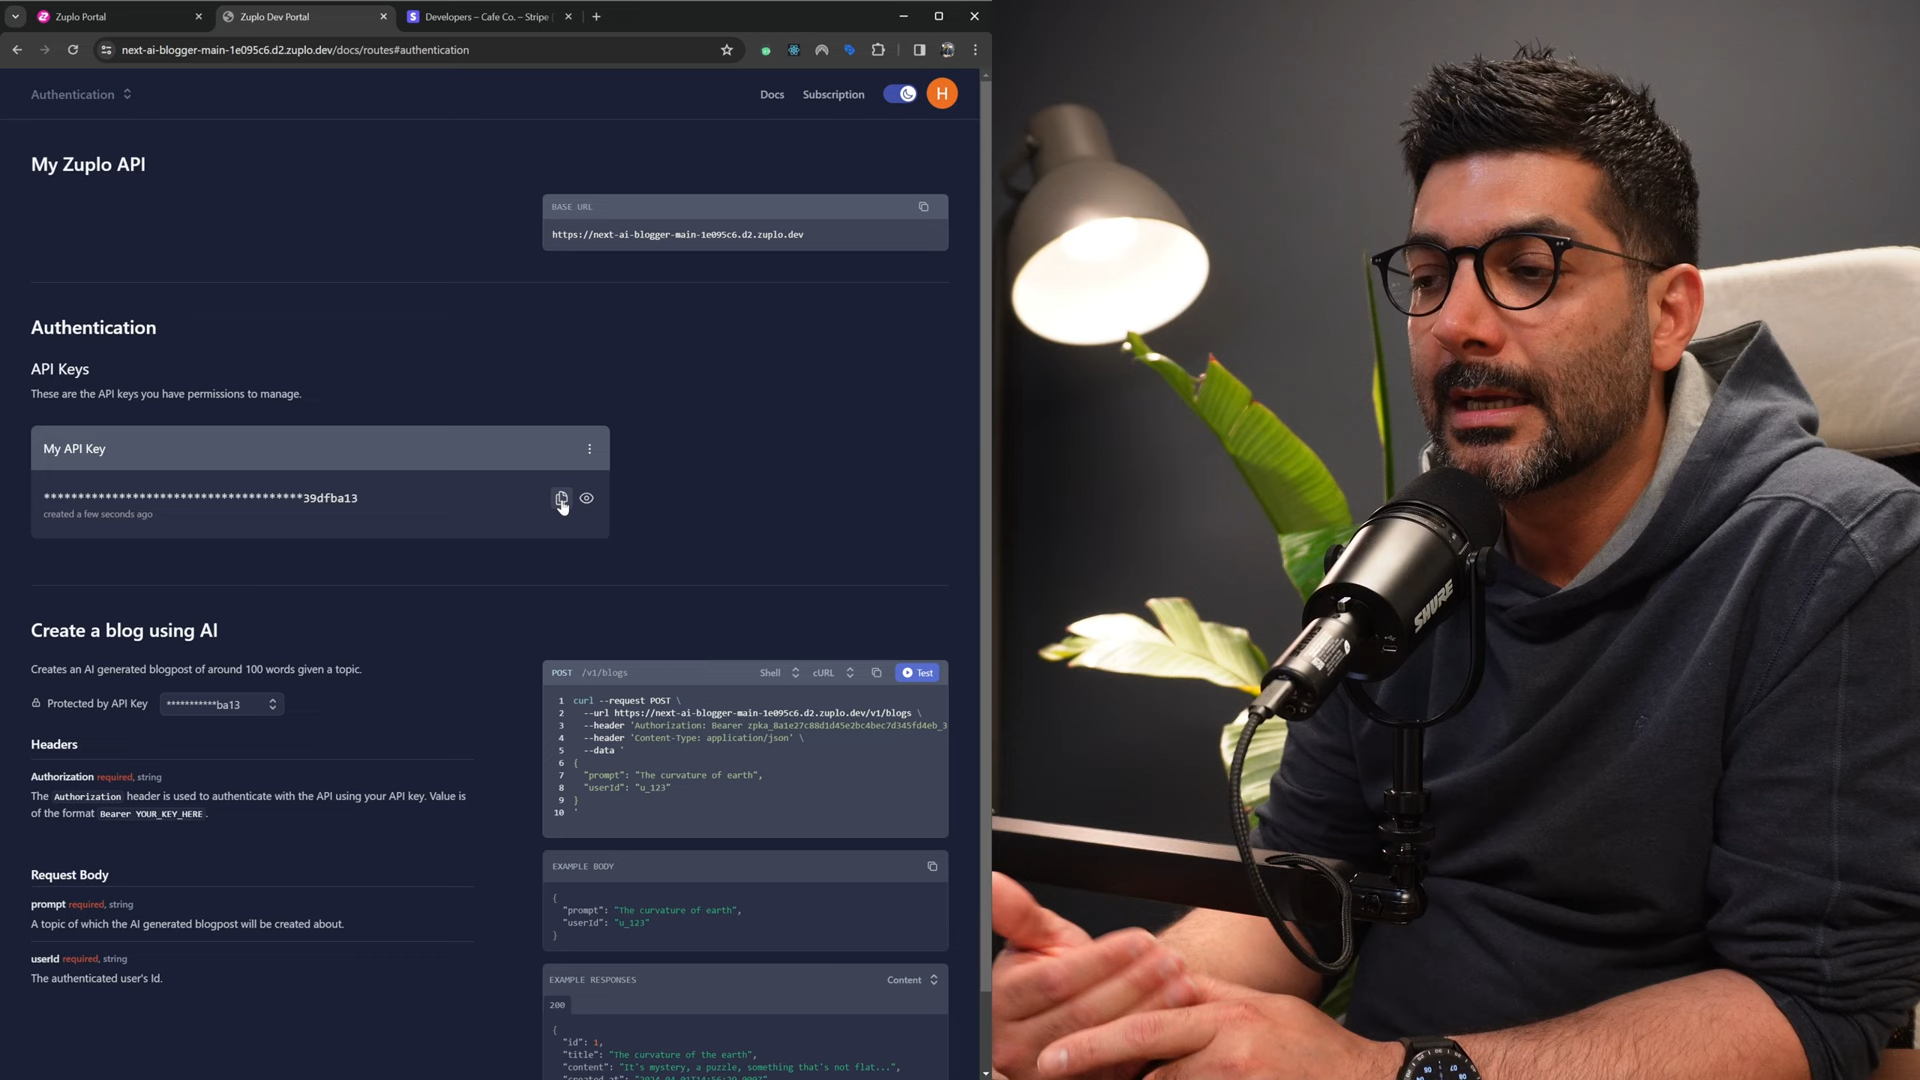 Zuplo Portal
Zuplo Dev Portal
Developers – Cafe Co. – Stripe
next-ai-blogger-main-1e095c6.d2.zuplo.dev/docs/routes#authentication
Authentication
Docs
Subscription
H
My Zuplo API
BASE URL
https://next-ai-blogger-main-1e095c6.d2.zuplo.dev
Authentication
API Keys
These are the API keys you have permissions to manage.
My API Key
**************************************39dfba13
created a few seconds ago
Create a blog using AI
Creates an AI generated blogpost of around 100 words given a topic.
Protected by API Key
***********ba13
Headers
Authorization required, string
The Authorization header is used to authenticate with the API using your API key. Value is
of the format Bearer YOUR_KEY_HERE.
Request Body
prompt required, string
A topic of which the AI generated blogpost will be created about.
userId required, string
The authenticated user's Id.
POST /v1/blogs
Shell
cURL
Test
1 curl --request POST \
2 --url https://next-ai-blogger-main-1e095c6.d2.zuplo.dev/v1/blogs \
3 --header 'Authorization: Bearer zpka_8a1e27c88d1d45e2bc4bec7d345fd4eb_3
4 --header 'Content-Type: application/json' \
5 --data '
6 {
7 "prompt": "The curvature of earth",
8 "userId": "u_123"
9 }
10 '
EXAMPLE BODY
{
"prompt": "The curvature of earth",
"userId": "u_123"
}
EXAMPLE RESPONSES
Content
200
{
"id": 1,
"title": "The curvature of the earth",
"content": "It's mystery, a puzzle, something that's not flat...",
SHURE